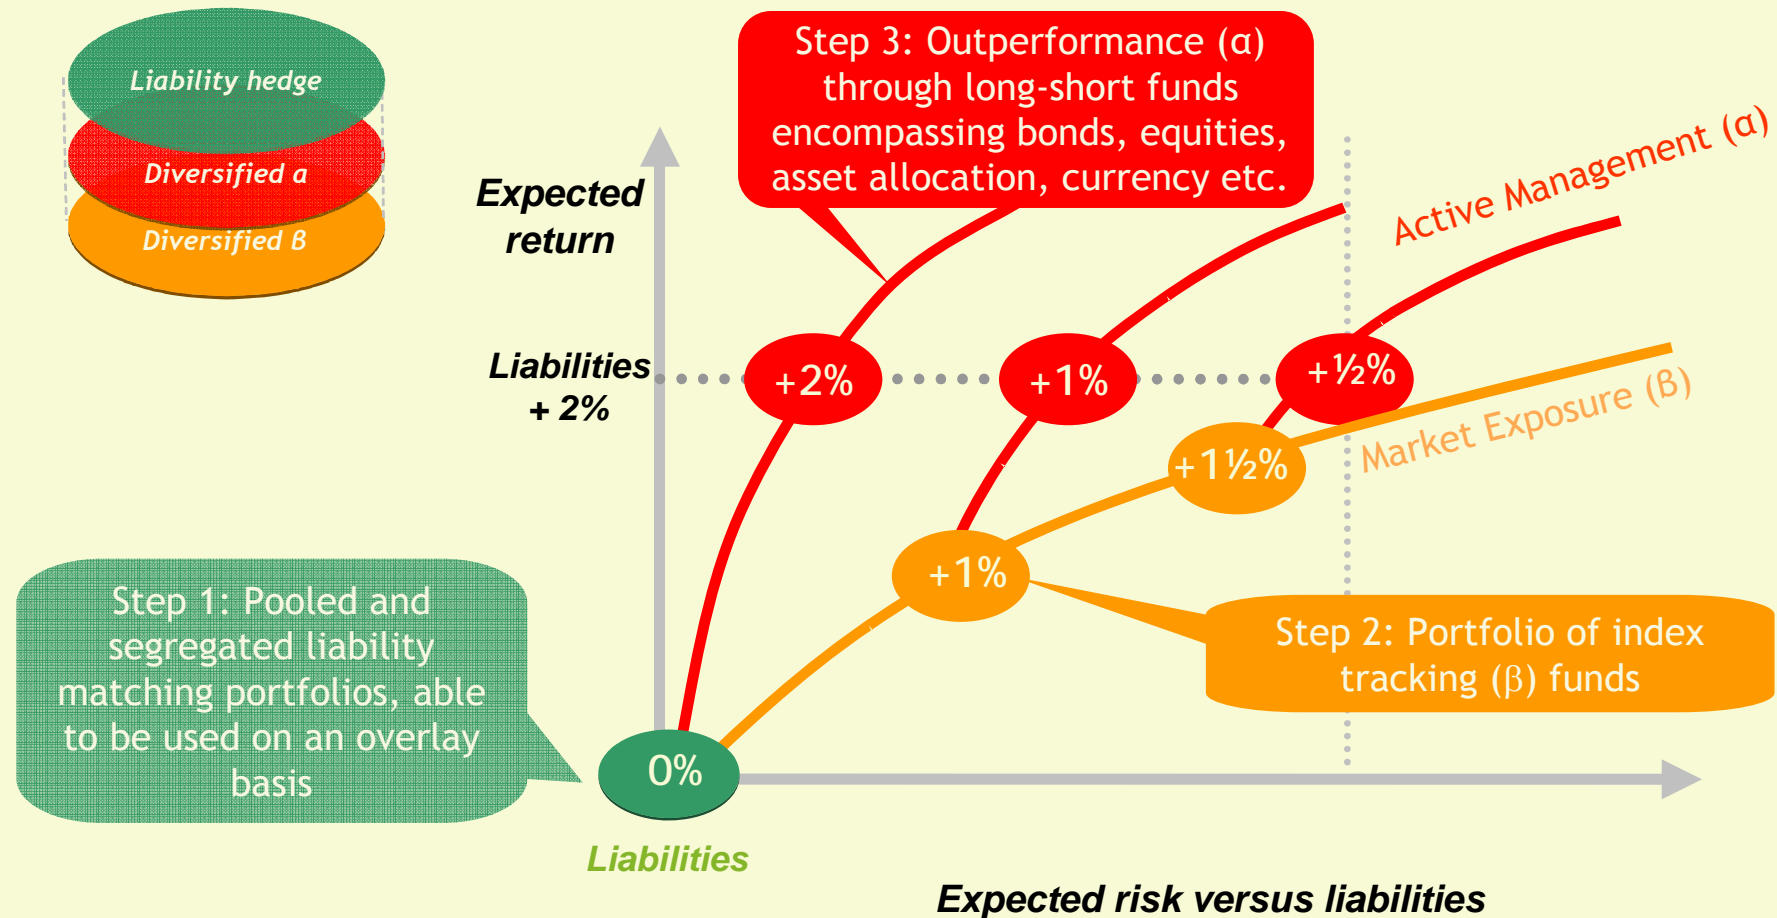 Liability hedge
Diversified a
Diversified ß
Step 3: Outperformance (α)
through long-short funds
encompassing bonds, equities,
asset allocation, currency etc.
Active Management (α)
Expected
return
Liabilities
+ 2%
+2%
+1%
+½%
Market Exposure (β)
+1½%
+1%
Step 1: Pooled and
segregated liability
matching portfolios, able
to be used on an overlay
basis
Step 2: Portfolio of index
tracking (β) funds
0%
Liabilities
Expected risk versus liabilities